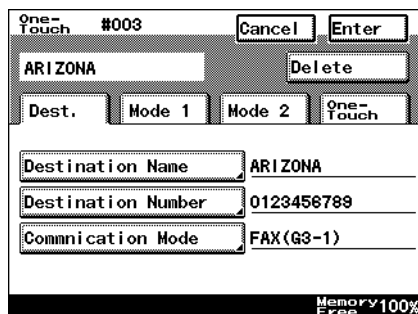 One-Touch #003 Cancel Enter
ARIZONA Delete
Dest. Mode 1 Mode 2 One-Touch
Destination Name ARIZONA
Destination Number 0123456789
Commnication Mode FAX(G3-1)
Memory Free 100%